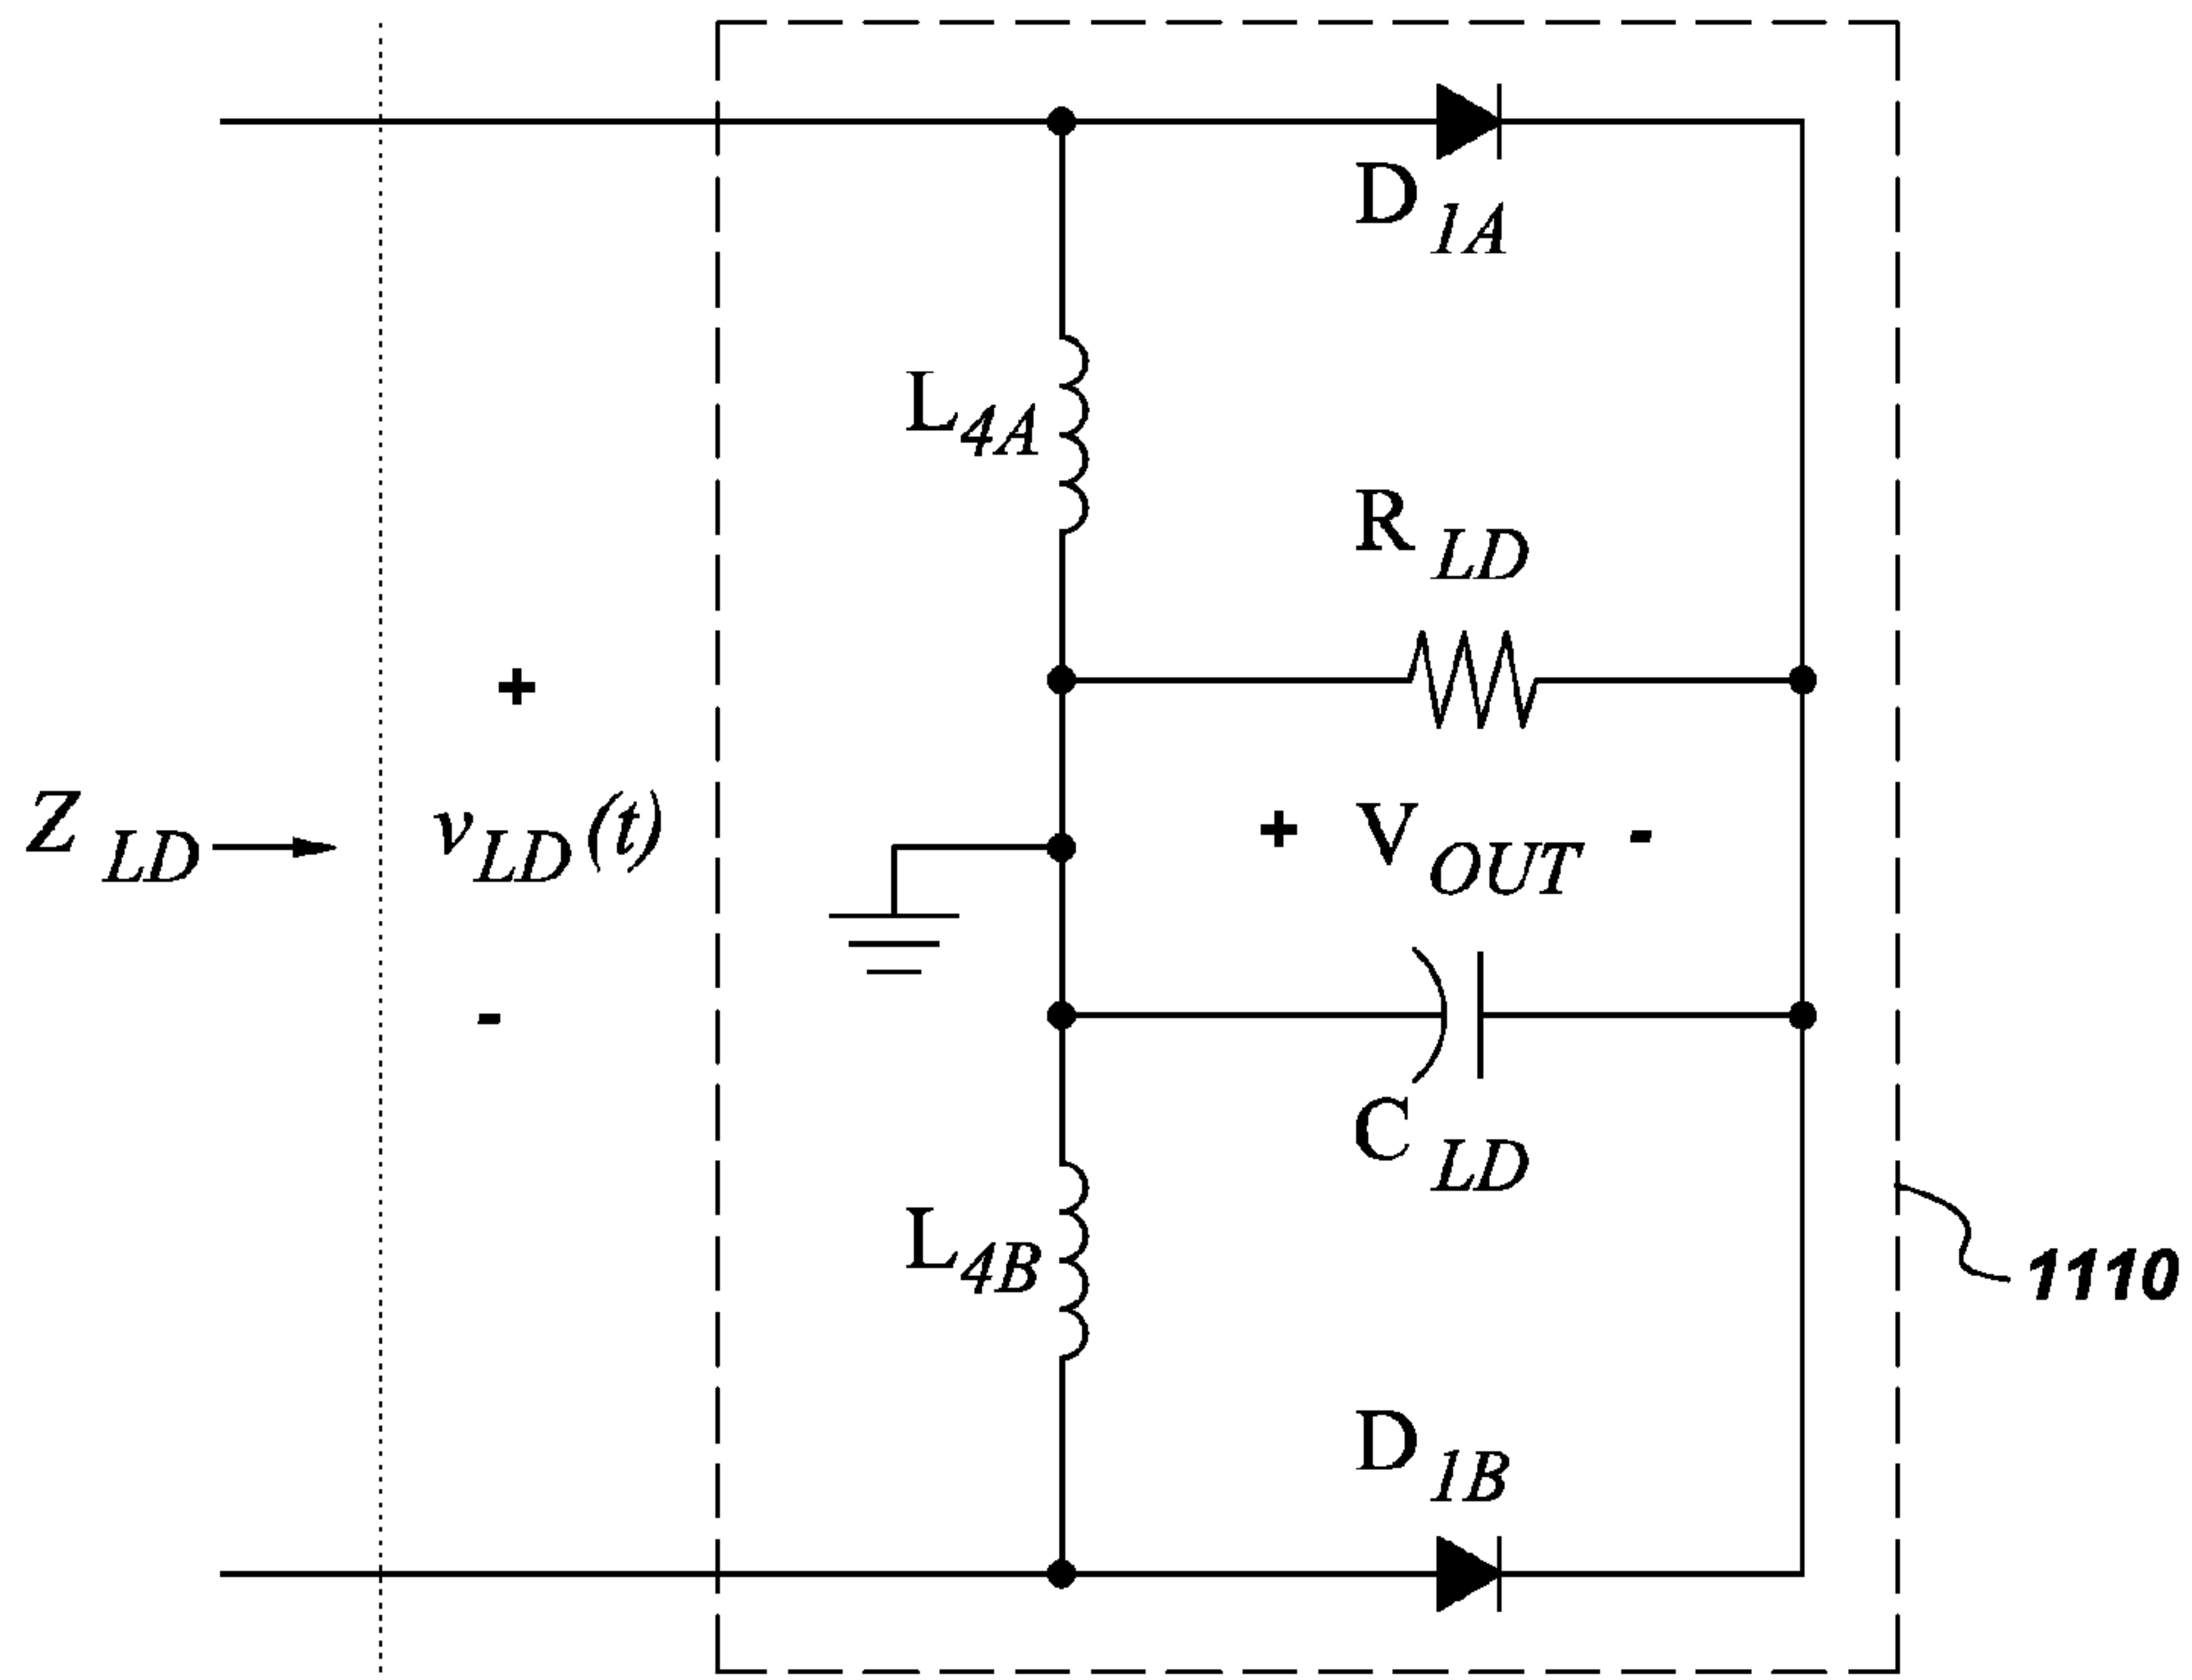 D1A
L4A
RLD
+
ZLD
vLD(t)
+ VOUT -
-
CLD
L4B
1110
D1B